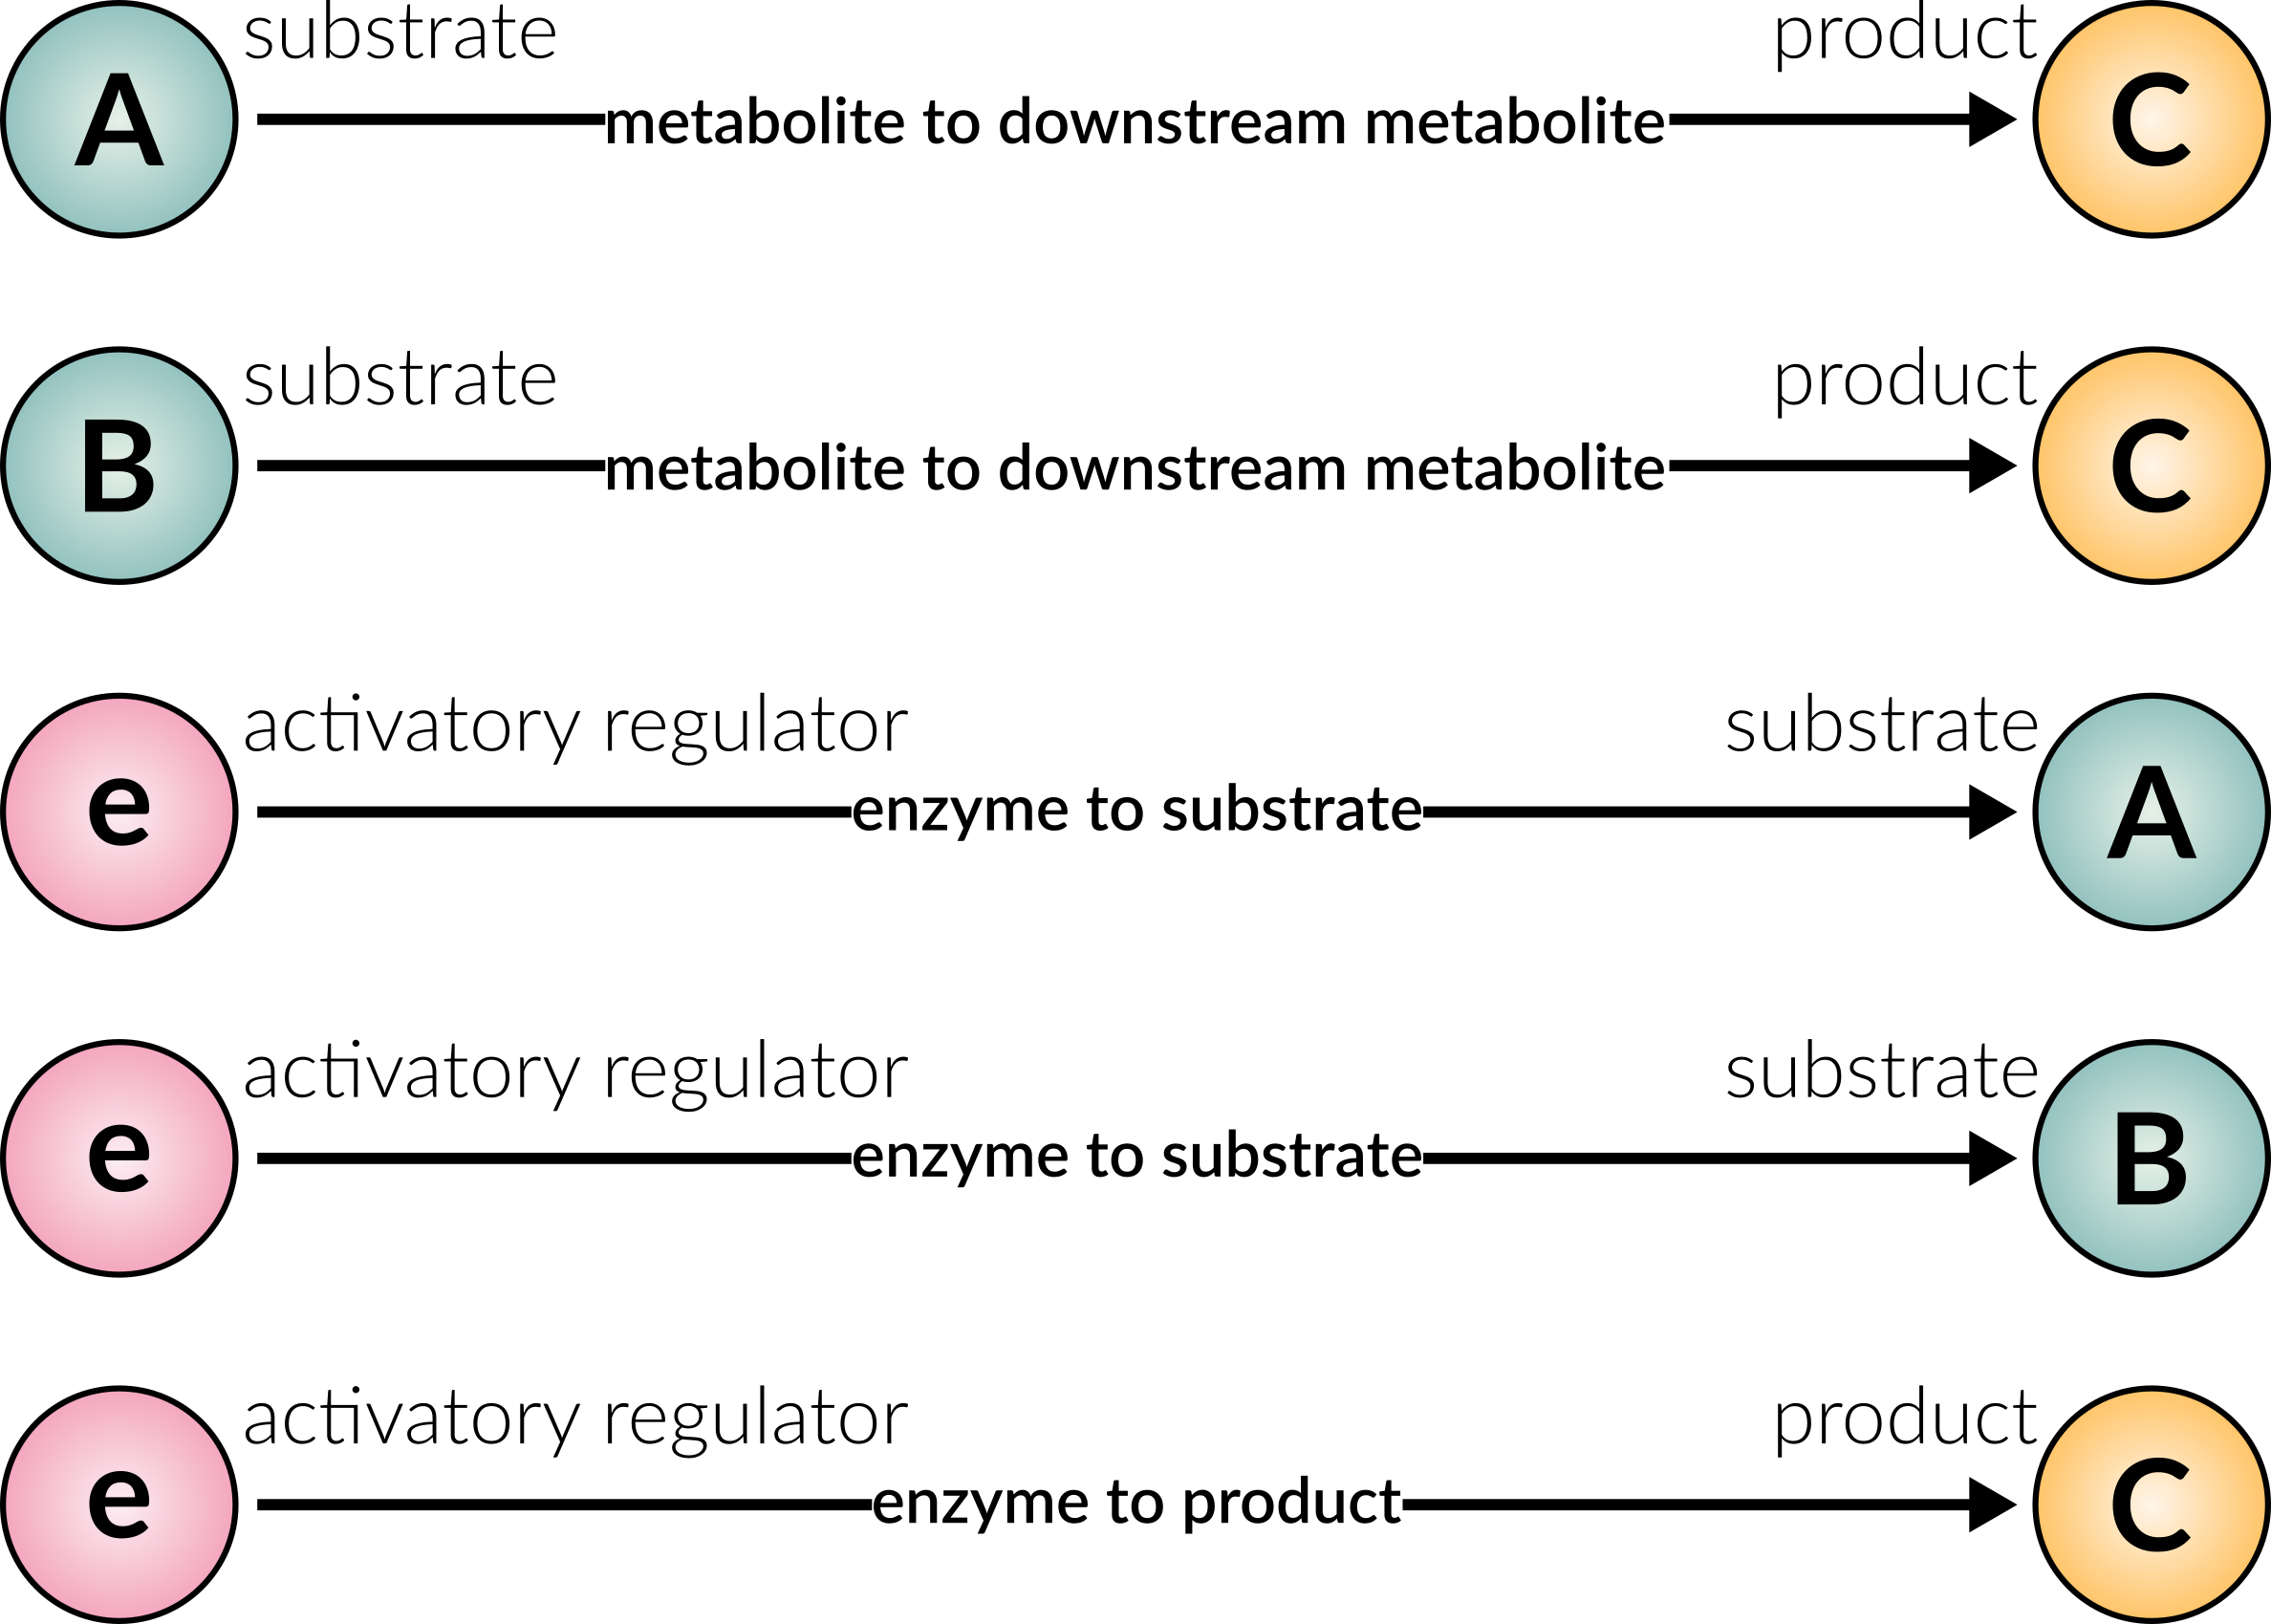 substrate product
A metabolite to downstream metabolite C
substrate product
B metabolite to downstream metabolite C
activatory regulator substrate
e enzyme to substrate A
activatory regulator substrate
e enzyme to substrate B
activatory regulator product
e enzyme to product C